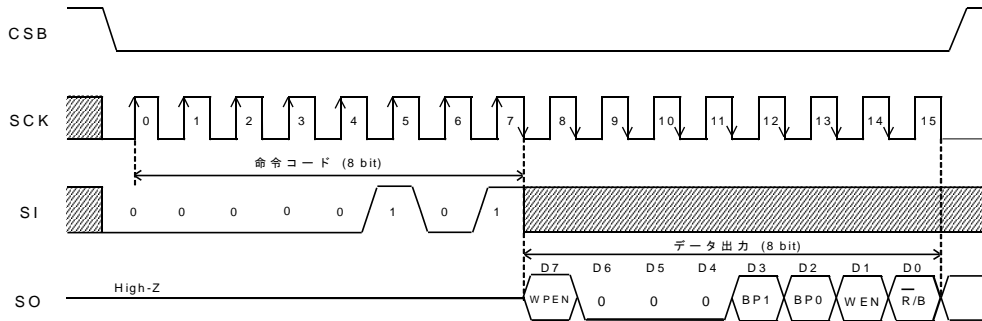 CSB
SCK
0 1 2 3 4 5 6 7 8 9 10 11 12 13 14 15
命令コード (8 bit)
SI
0 0 0 0 0 1 0 1
データ出力 (8 bit)
D7 D6 D5 D4 D3 D2 D1 D0
High-Z
SO
WPEN 0 0 0 BP1 BP0 WEN R̅/B